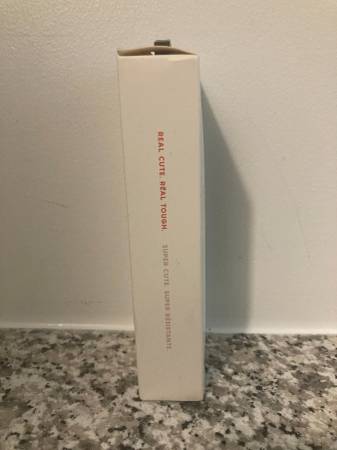 REAL CUTE. REAL TOUGH.
SUPER CUTE. SUPER RÉSISTANTE.